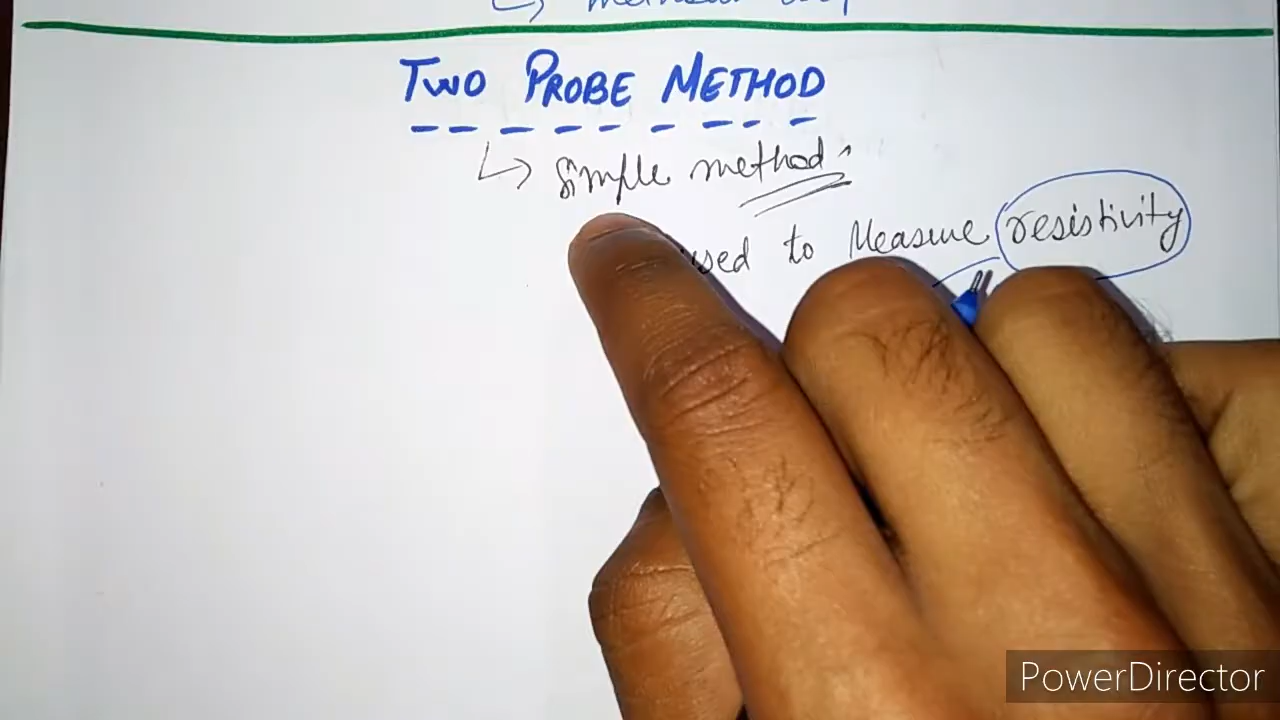 TWO PROBE METHOD
↳ simple method
used to Measure resistivity
PowerDirector